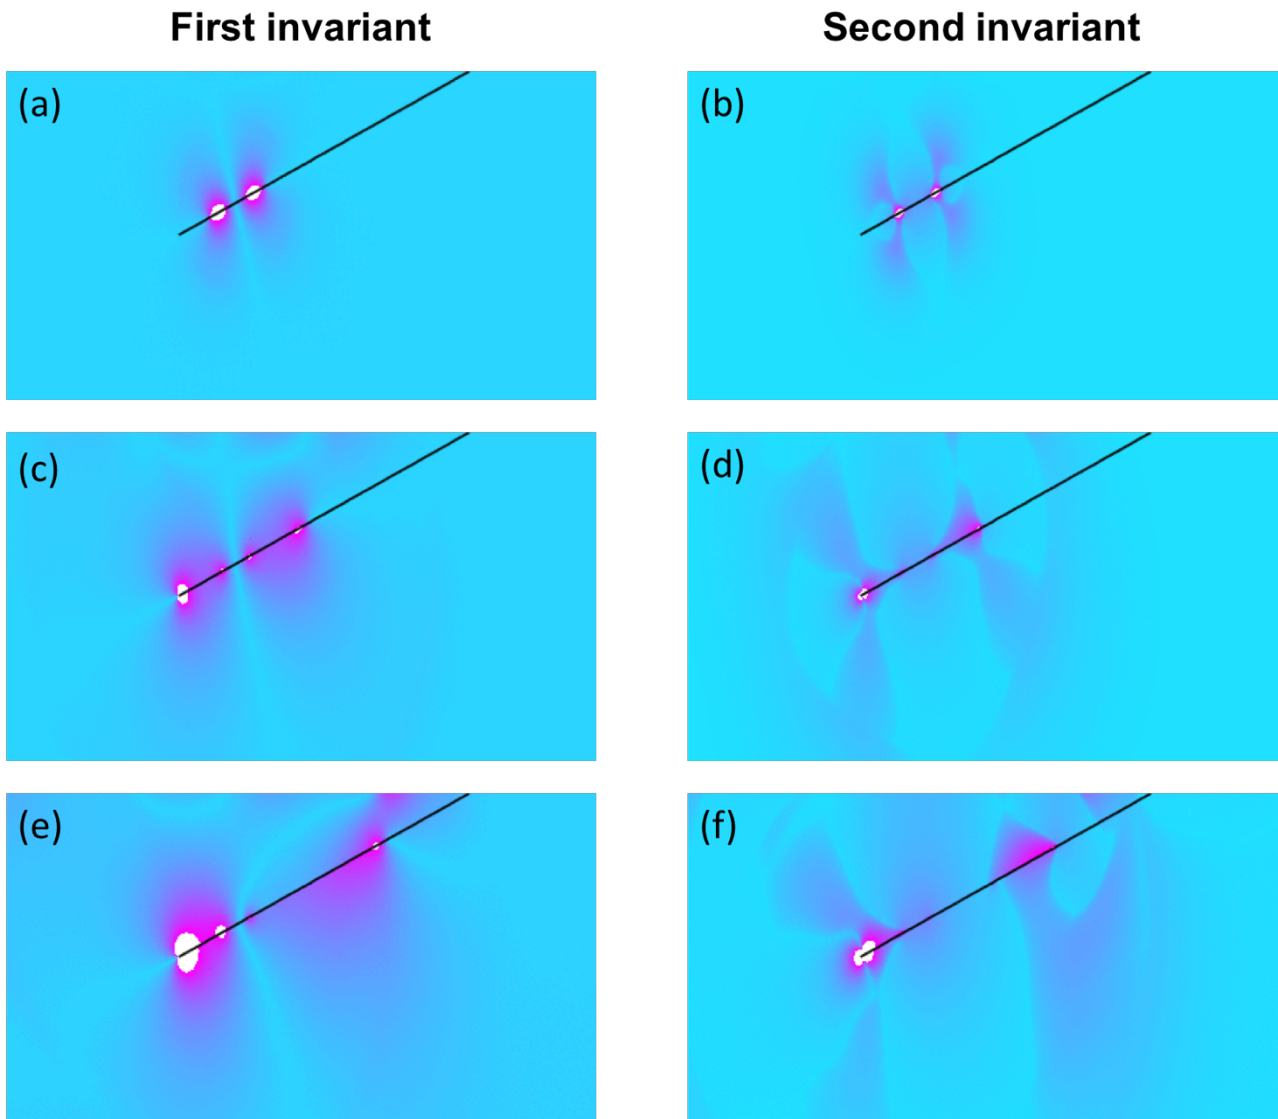 First invariant
Second invariant
(a)
(b)
(c)
(d)
(e)
(f)